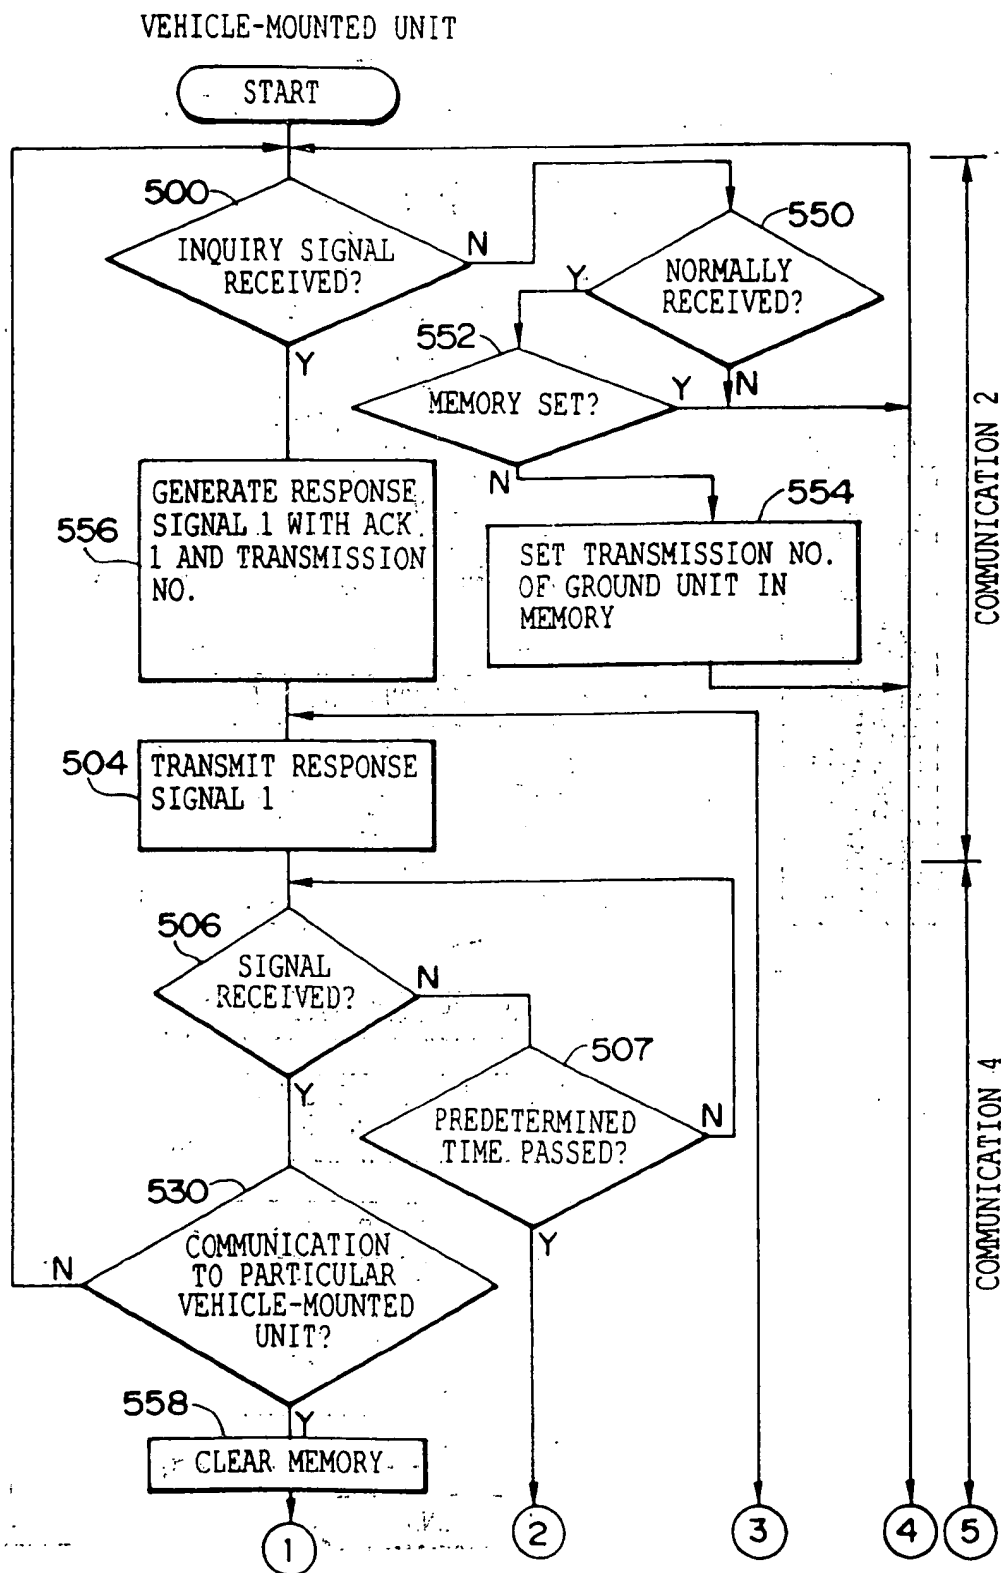 VEHICLE-MOUNTED UNIT
START
500
INQUIRY SIGNAL
RECEIVED?
N
Y
550
NORMALLY
RECEIVED?
Y
N
552
MEMORY SET?
Y
N
554
SET TRANSMISSION NO.
OF GROUND UNIT IN
MEMORY
556
GENERATE RESPONSE
SIGNAL 1 WITH ACK
1 AND TRANSMISSION
NO.
COMMUNICATION 2
504
TRANSMIT RESPONSE
SIGNAL 1
506
SIGNAL
RECEIVED?
N
Y
507
PREDETERMINED
TIME PASSED?
N
Y
530
COMMUNICATION
TO PARTICULAR
VEHICLE-MOUNTED
UNIT?
N
Y
COMMUNICATION 4
558
CLEAR MEMORY
1
2
3
4
5